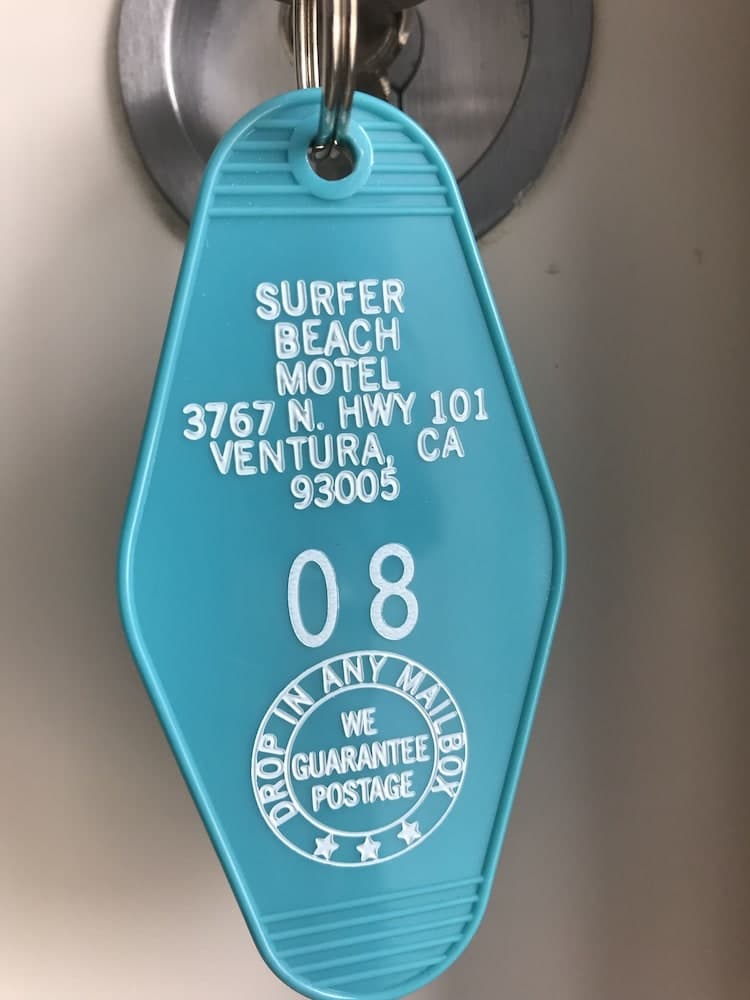 SURFER
BEACH
MOTEL
3767 N. HWY 101
VENTURA, CA
93005
08
DROP IN ANY MAILBOX
WE
GUARANTEE
POSTAGE